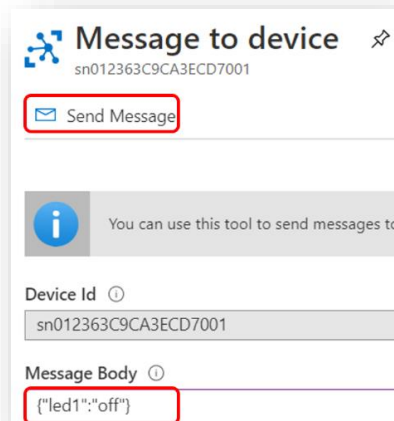 Message to device
sn012363C9CA3ECD7001
Send Message
You can use this tool to send messages to
Device Id
sn012363C9CA3ECD7001
Message Body
{"led1":"off"}